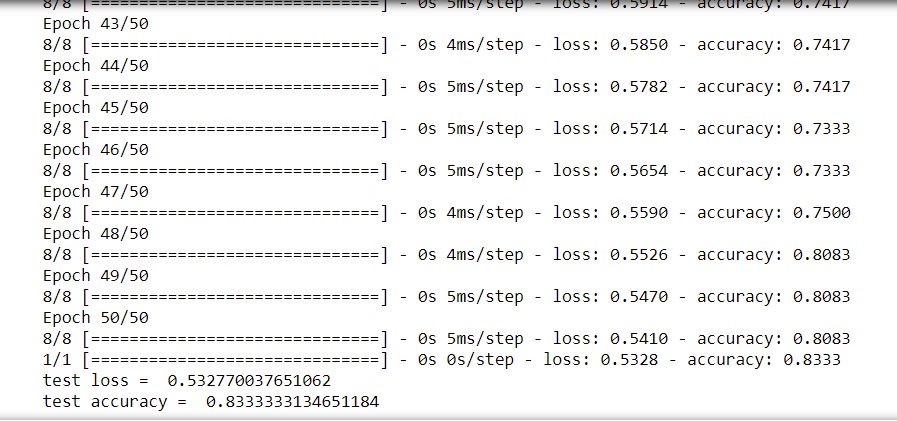 8/8 [==============================] - 0s 5ms/step - loss: 0.5914 - accuracy: 0.7417
Epoch 43/50
8/8 [==============================] - 0s 4ms/step - loss: 0.5850 - accuracy: 0.7417
Epoch 44/50
8/8 [==============================] - 0s 5ms/step - loss: 0.5782 - accuracy: 0.7417
Epoch 45/50
8/8 [==============================] - 0s 5ms/step - loss: 0.5714 - accuracy: 0.7333
Epoch 46/50
8/8 [==============================] - 0s 5ms/step - loss: 0.5654 - accuracy: 0.7333
Epoch 47/50
8/8 [==============================] - 0s 4ms/step - loss: 0.5590 - accuracy: 0.7500
Epoch 48/50
8/8 [==============================] - 0s 4ms/step - loss: 0.5526 - accuracy: 0.8083
Epoch 49/50
8/8 [==============================] - 0s 5ms/step - loss: 0.5470 - accuracy: 0.8083
Epoch 50/50
8/8 [==============================] - 0s 5ms/step - loss: 0.5410 - accuracy: 0.8083
1/1 [==============================] - 0s 0s/step - loss: 0.5328 - accuracy: 0.8333
test loss =  0.532770037651062
test accuracy =  0.8333333134651184